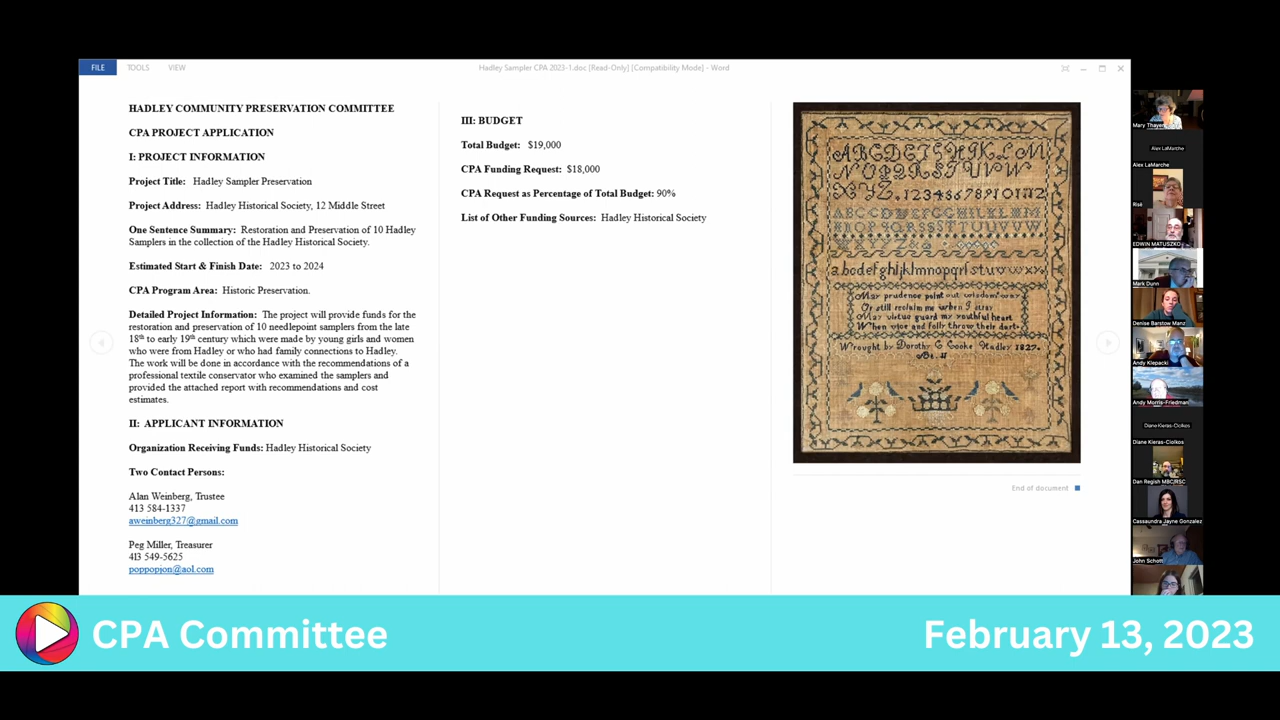 FILE TOOLS VIEW Hadley Sampler CPA 2023-1.doc [Read-Only] [Compatibility Mode] - Word
HADLEY COMMUNITY PRESERVATION COMMITTEE
CPA PROJECT APPLICATION
I: PROJECT INFORMATION
Project Title: Hadley Sampler Preservation
Project Address: Hadley Historical Society, 12 Middle Street
One Sentence Summary: Restoration and Preservation of 10 Hadley
Samplers in the collection of the Hadley Historical Society.
Estimated Start & Finish Date: 2023 to 2024
CPA Program Area: Historic Preservation.
Detailed Project Information: The project will provide funds for the
restoration and preservation of 10 needlepoint samplers from the late
18th to early 19th century which were made by young girls and women
who were from Hadley or who had family connections to Hadley.
The work will be done in accordance with the recommendations of a
professional textile conservator who examined the samplers and
provided the attached report with recommendations and cost
estimates.
II: APPLICANT INFORMATION
Organization Receiving Funds: Hadley Historical Society
Two Contact Persons:
Alan Weinberg, Trustee
413 584-1337
aweinberg327@gmail.com
Peg Miller, Treasurer
413 549-5625
poppopjon@aol.com
III: BUDGET
Total Budget: $19,000
CPA Funding Request: $18,000
CPA Request as Percentage of Total Budget: 90%
List of Other Funding Sources: Hadley Historical Society
ABCDEFGHIKLM
NOPQRSTUVW
XYZ
abcdefghijklmnopqrstuvwxyz
May prudence point out wisdom's way
Or still reclaim me when I stray
May virtue guard my youthful heart
When vice and folly throw their dart.
Wrought by Dorothy C Cooke Hadley 1827.
End of document
Mary Thayer
Alex LaMarche
Alex LaMarche
Risë
EDWIN MATUSZKO
Mark Dunn
Denise Barstow Manz
Andy Klepacki
Andy Morris-Friedman
Diane Kieras-Ciolkos
Diane Kieras-Ciolkos
Dan Regish MBC/RSC
Cassaundra Jayne Gonzalez
John Schott
CPA Committee
February 13, 2023